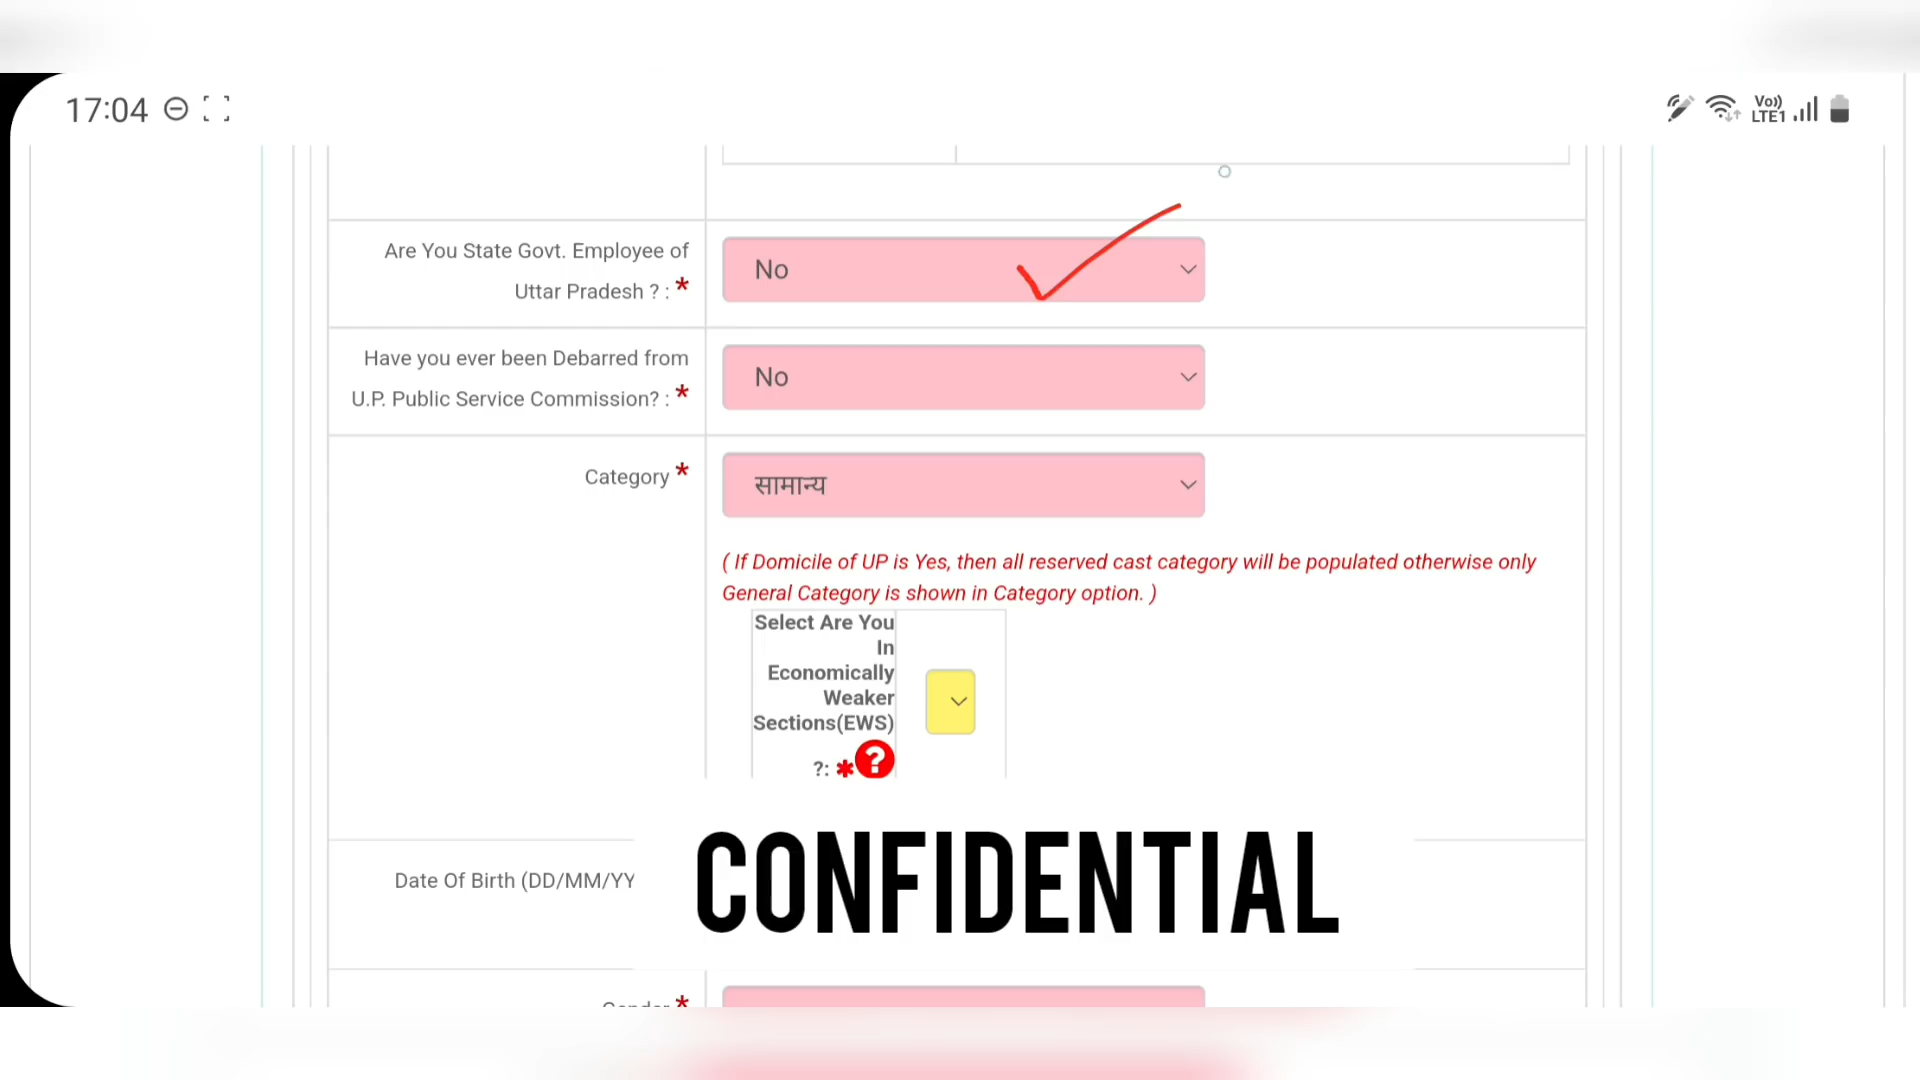 17:04
Vo))
LTE1
Are You State Govt. Employee of
Uttar Pradesh ? : *
No
Have you ever been Debarred from
U.P. Public Service Commission? : *
No
Category *
सामान्य
( If Domicile of UP is Yes, then all reserved cast category will be populated otherwise only
General Category is shown in Category option. )
Select Are You
In
Economically
Weaker
Sections(EWS)
?: *?
Date Of Birth (DD/MM/YY
CONFIDENTIAL
*